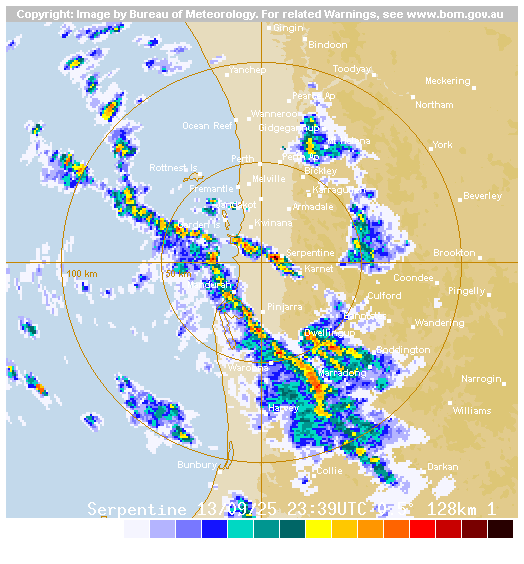 Copyright: Image by Bureau of Meteorology. For related Warnings, see www.bom.gov.au
Gingin
Bindoon
Yanchep
Toodyay
Meckering
Pearce Ap
Northam
Wanneroo
Ocean Reef
Gidgegannup
York
Perth
Perth Ap
Rottnest Is
Bickley
Melville
Fremantle
Karragullen
Beverley
Armadale
Garden Is
Kwinana
Serpentine
Brookton
100 km
50 km
Karnet
Coondee
Mandurah
Culford
Pingelly
Pinjarra
Wandering
Dwellingup
Boddington
Marradong
Waroona
Narrogin
Harvey
Williams
Bunbury
Collie
Darkan
Serpentine 13/09/25 23:39UTC 128km 1